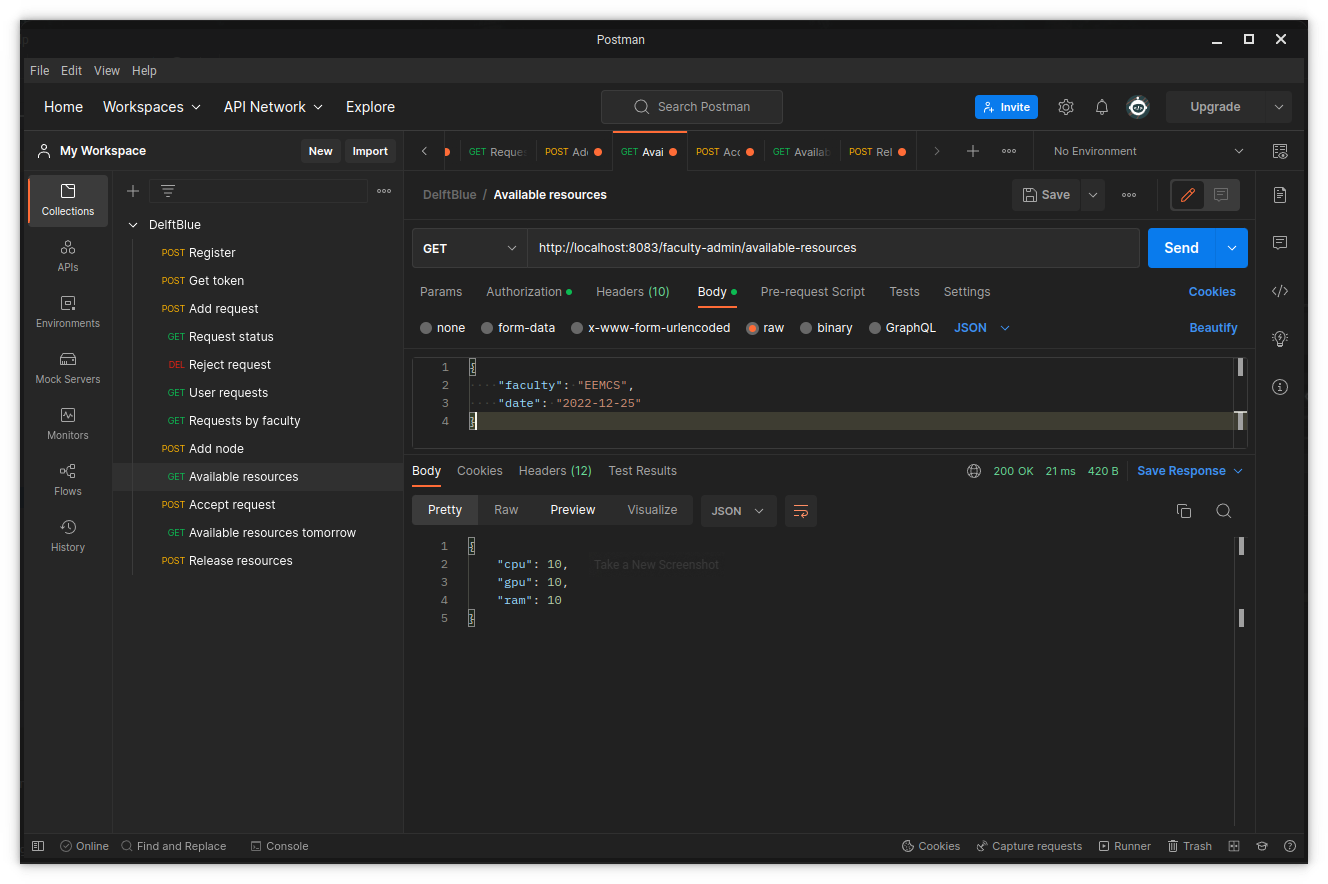 Postman
File Edit View Help
Home Workspaces API Network Explore Search Postman Invite Upgrade
My Workspace New Import GET Reque POST Ad GET Avai POST Acc GET Availab POST Rel No Environment
Collections
APIs
Environments
Mock Servers
Monitors
Flows
History
DelftBlue
POST Register
POST Get token
POST Add request
GET Request status
DEL Reject request
GET User requests
GET Requests by faculty
POST Add node
GET Available resources
POST Accept request
GET Available resources tomorrow
POST Release resources
DelftBlue / Available resources Save
GET http://localhost:8083/faculty-admin/available-resources Send
Params Authorization Headers (10) Body Pre-request Script Tests Settings Cookies
none form-data x-www-form-urlencoded raw binary GraphQL JSON Beautify
1 {
2 "faculty": "EEMCS",
3 "date": "2022-12-25"
4 }
Body Cookies Headers (12) Test Results 200 OK 21 ms 420 B Save Response
Pretty Raw Preview Visualize JSON
1 {
2 "cpu": 10,
3 "gpu": 10,
4 "ram": 10
5 }
Take a New Screenshot
Online Find and Replace Console Cookies Capture requests Runner Trash